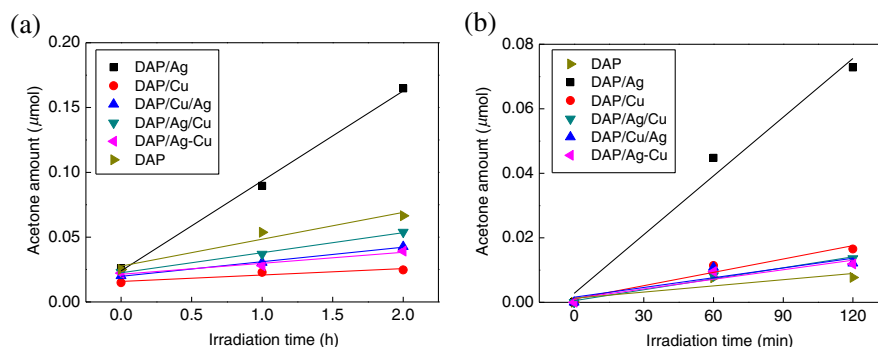 (a)
0.20
0.15
0.10
0.05
0.00
Acetone amount (μmol)
DAP/Ag
DAP/Cu
DAP/Cu/Ag
DAP/Ag/Cu
DAP/Ag-Cu
DAP
0.0 0.5 1.0 1.5 2.0
Irradiation time (h)
(b)
0.08
0.06
0.04
0.02
0.00
Acetone amount (μmol)
DAP
DAP/Ag
DAP/Cu
DAP/Ag/Cu
DAP/Cu/Ag
DAP/Ag-Cu
0 30 60 90 120
Irradiation time (min)